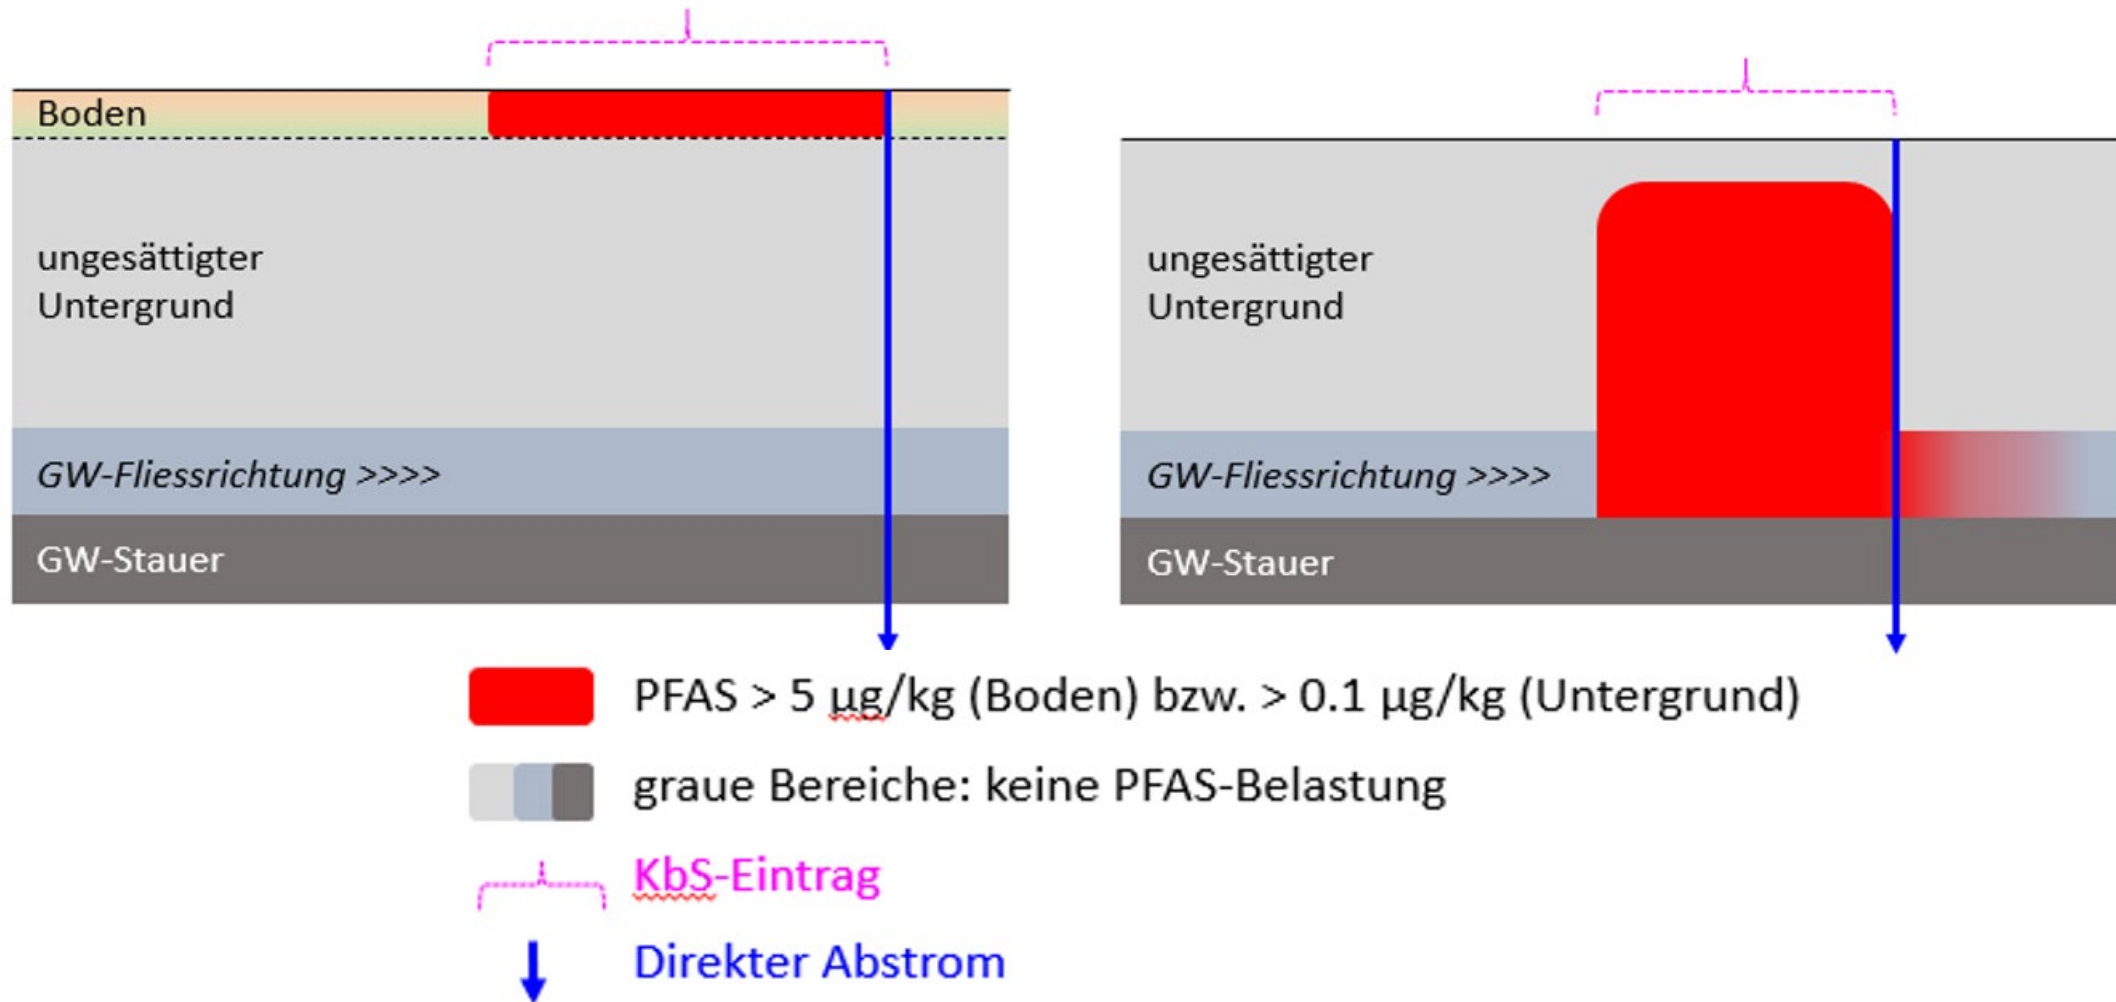 Boden
ungesättigter
Untergrund
GW-Fliessrichtung >>>>
GW-Stauer
ungesättigter
Untergrund
GW-Fliessrichtung >>>>
GW-Stauer
PFAS > 5 µg/kg (Boden) bzw. > 0.1 µg/kg (Untergrund)
graue Bereiche: keine PFAS-Belastung
KbS-Eintrag
Direkter Abstrom